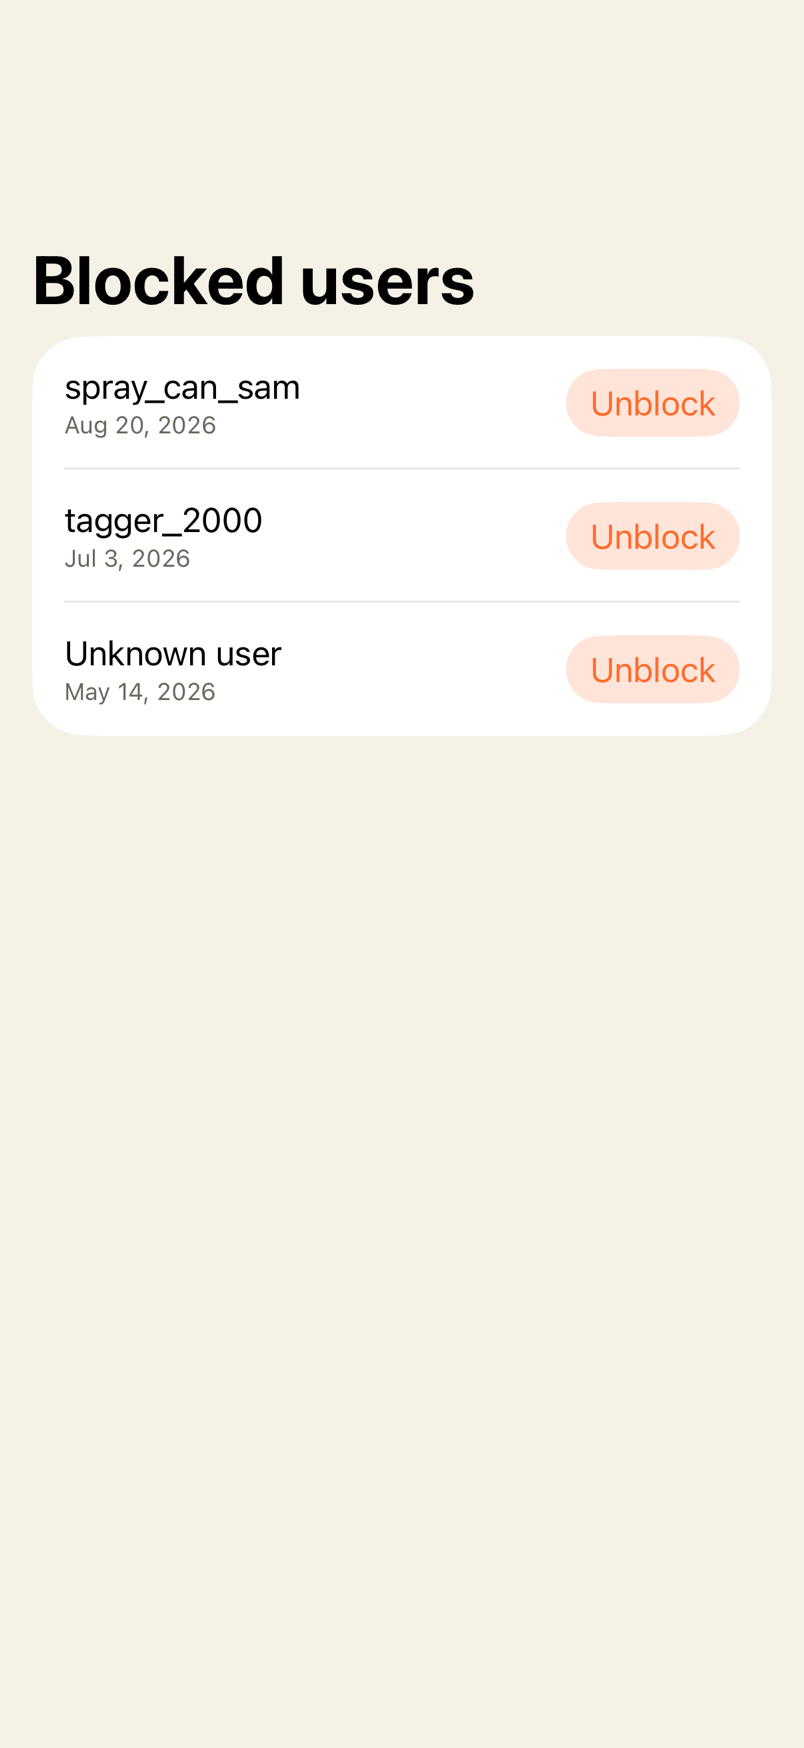 Blocked users
spray_can_sam
Aug 20, 2026
Unblock
tagger_2000
Jul 3, 2026
Unblock
Unknown user
May 14, 2026
Unblock